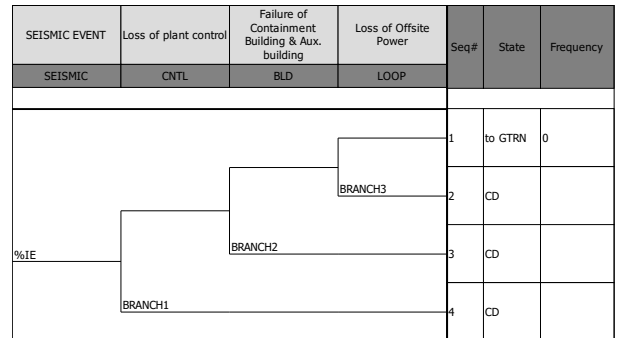 SEISMIC EVENT
Loss of plant control
Failure of
Containment
Building & Aux.
building
Loss of Offsite
Power
Seq#
State
Frequency
SEISMIC
CNTL
BLD
LOOP
1
to GTRN
0
BRANCH3
2
CD
BRANCH2
3
CD
%IE
BRANCH1
4
CD